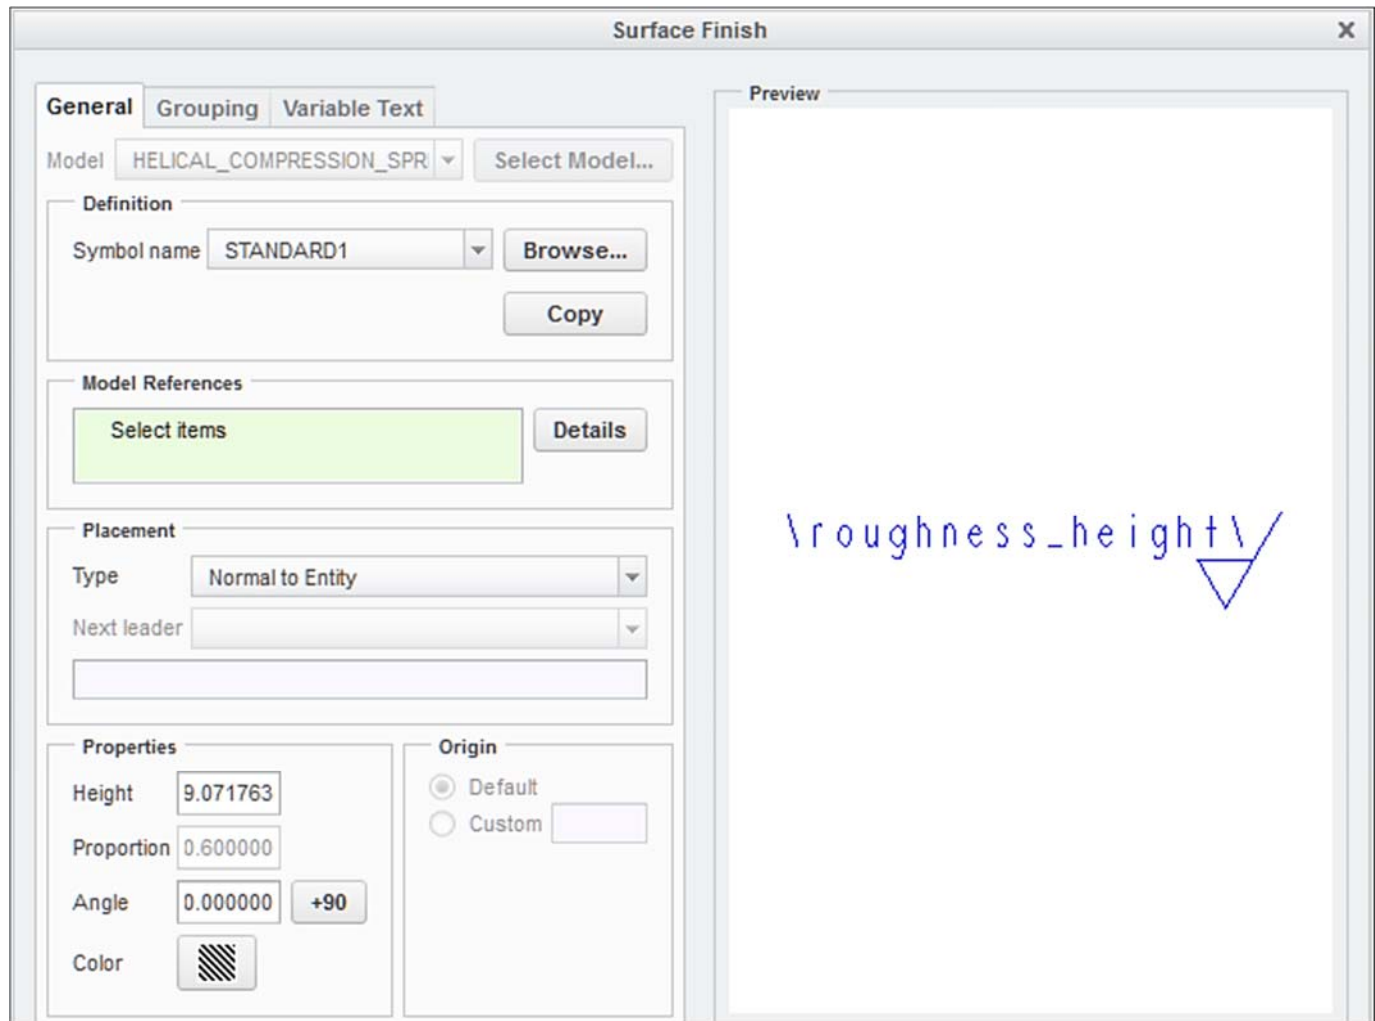 Surface Finish
General Grouping Variable Text
Model HELICAL_COMPRESSION_SPR Select Model...
Definition
Symbol name STANDARD1 Browse...
Copy
Model References
Select items Details
Placement
Type Normal to Entity
Next leader
Properties
Height 9.071763
Proportion 0.600000
Angle 0.000000 +90
Color
Origin
Default
Custom
Preview
\roughness_height\